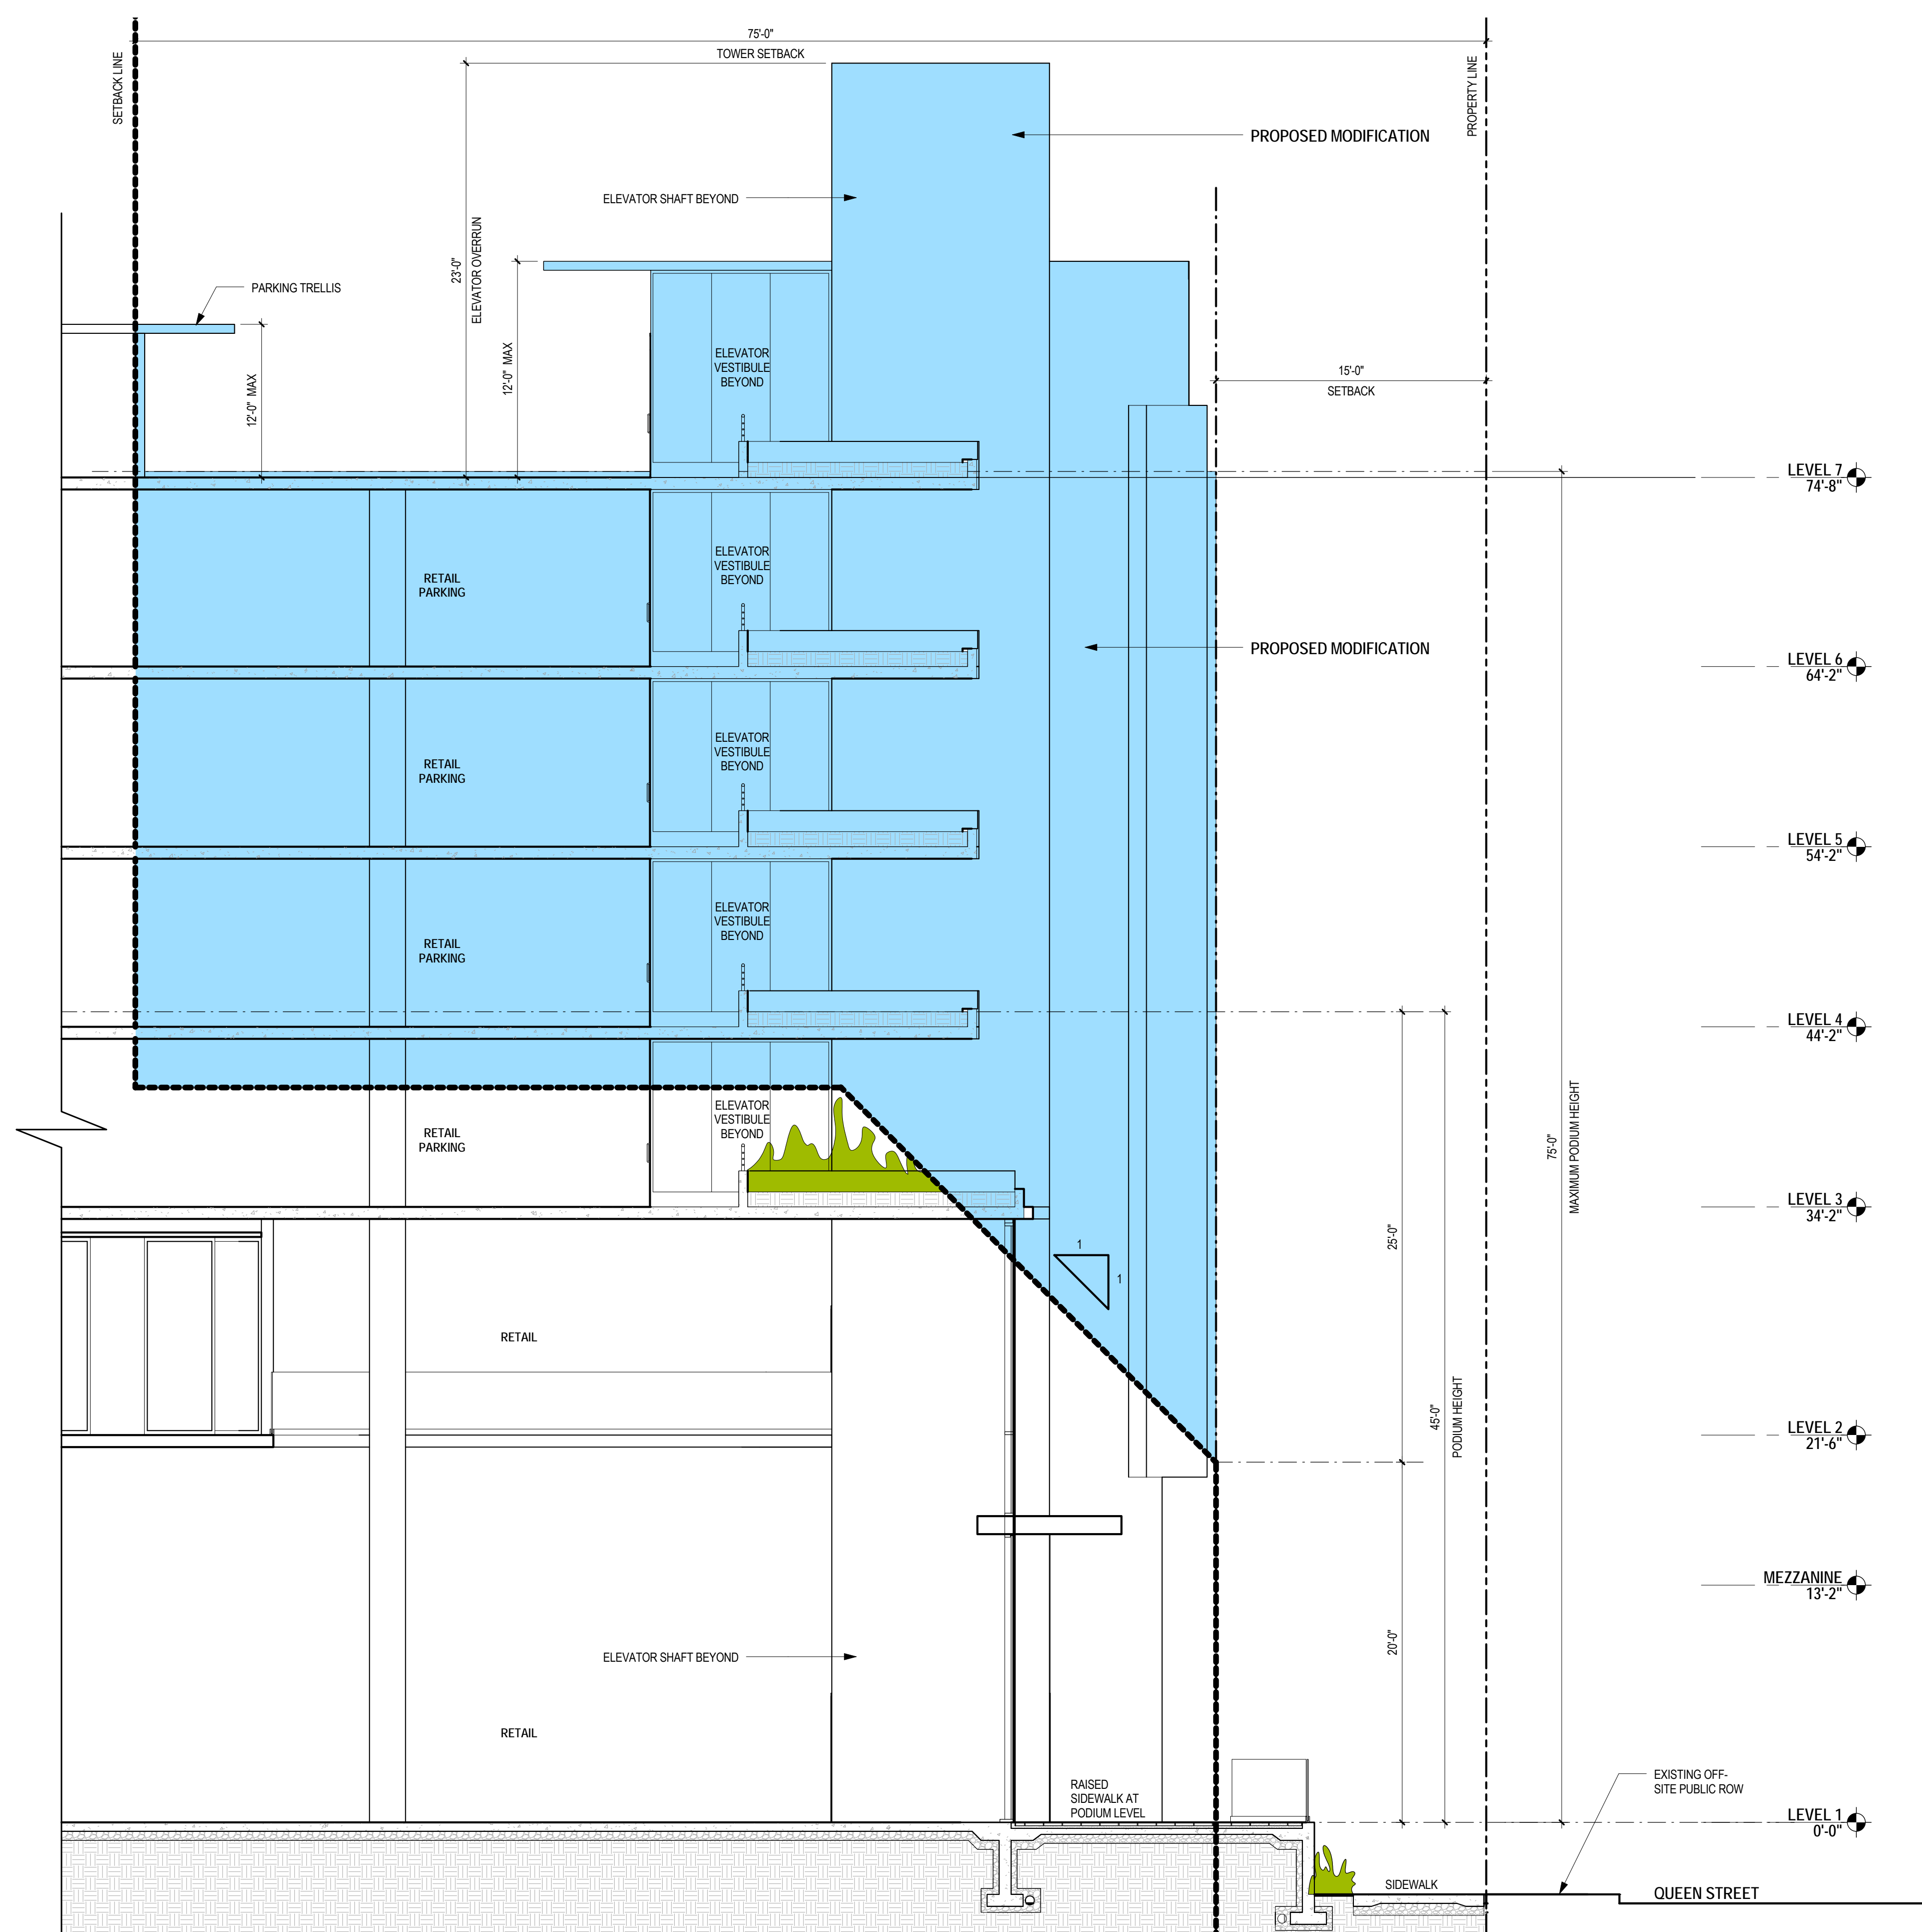 75'-0"
TOWER SETBACK
SETBACK LINE
PROPERTY LINE
PROPOSED MODIFICATION
ELEVATOR SHAFT BEYOND
23'-0"
ELEVATOR OVERRUN
PARKING TRELLIS
12'-0" MAX
12'-0" MAX
ELEVATOR
VESTIBULE
BEYOND
15'-0"
SETBACK
LEVEL 7
74'-8"
RETAIL
PARKING
ELEVATOR
VESTIBULE
BEYOND
PROPOSED MODIFICATION
LEVEL 6
64'-2"
RETAIL
PARKING
ELEVATOR
VESTIBULE
BEYOND
LEVEL 5
54'-2"
RETAIL
PARKING
ELEVATOR
VESTIBULE
BEYOND
LEVEL 4
44'-2"
RETAIL
PARKING
ELEVATOR
VESTIBULE
BEYOND
75'-0"
MAXIMUM PODIUM HEIGHT
LEVEL 3
34'-2"
25'-0"
1
1
RETAIL
45'-0"
PODIUM HEIGHT
LEVEL 2
21'-6"
MEZZANINE
13'-2"
20'-0"
ELEVATOR SHAFT BEYOND
RETAIL
RAISED
SIDEWALK AT
PODIUM LEVEL
EXISTING OFF-
SITE PUBLIC ROW
LEVEL 1
0'-0"
SIDEWALK
QUEEN STREET